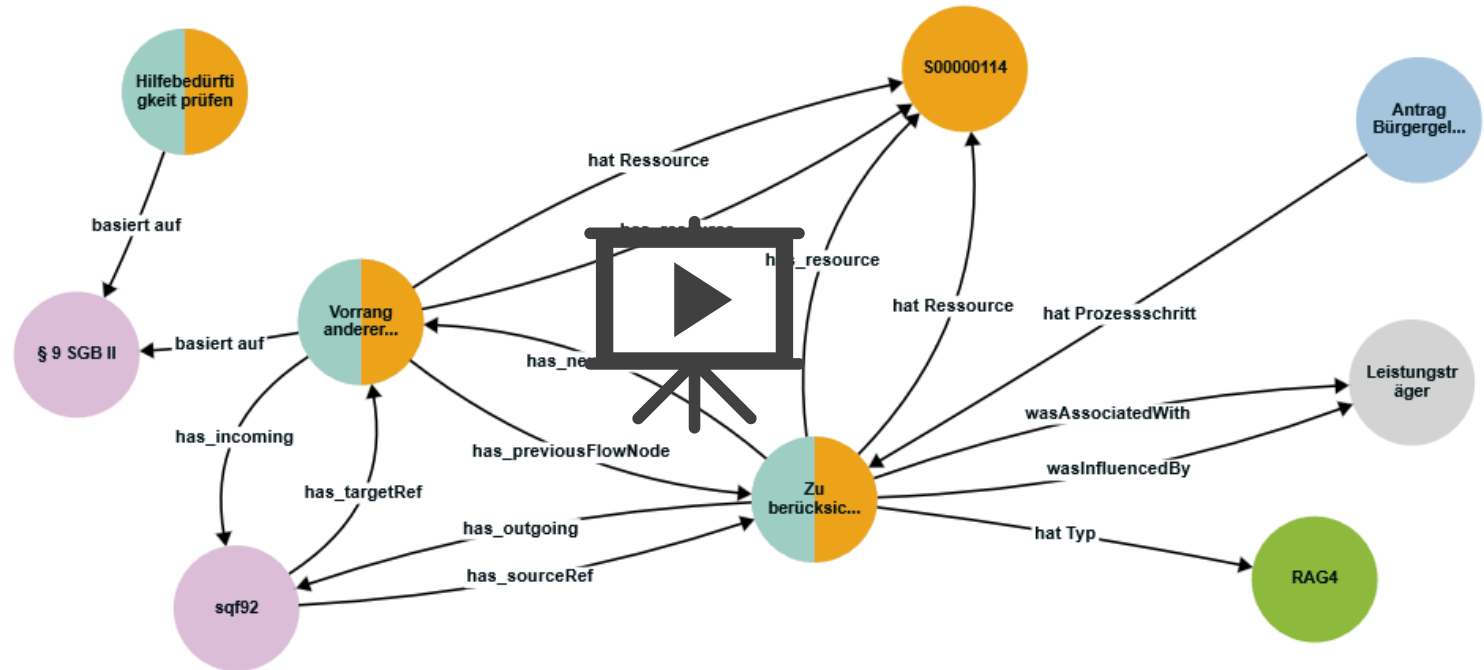 Hilfebedürfti
gkeit prüfen
S00000114
Antrag
Bürgergel...
hat Ressource
basiert auf
has_resource
hat Ressource
hat Prozessschritt
Vorrang
anderer...
basiert auf
§ 9 SGB II
Leistungstr
äger
wasAssociatedWith
has_incoming
has_previousFlowNode
wasInfluencedBy
has_targetRef
Zu
berücksic...
has_outgoing
hat Typ
has_sourceRef
RAG4
sqf92